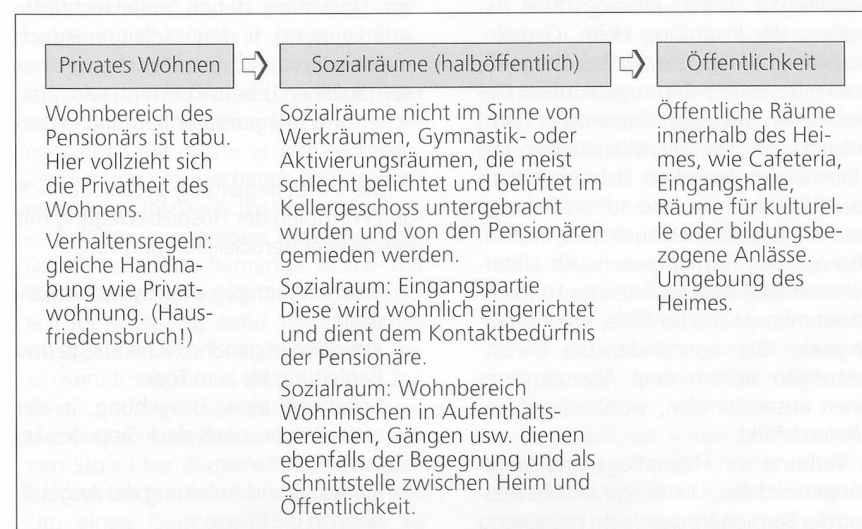 Privates Wohnen
Sozialräume (halböffentlich)
Öffentlichkeit
Wohnbereich des
Pensionärs ist tabu.
Hier vollzieht sich
die Privatheit des
Wohnens.
Verhaltensregeln:
gleiche Handha-
bung wie Privat-
wohnung. (Haus-
friedensbruch!)
Sozialräume nicht im Sinne von
Werkräumen, Gymnastik- oder
Aktivierungsräumen, die meist
schlecht belichtet und belüftet im
Kellergeschoss untergebracht
wurden und von den Pensionären
gemieden werden.
Sozialraum: Eingangspartie
Diese wird wohnlich eingerichtet
und dient dem Kontaktbedürfnis
der Pensionäre.
Sozialraum: Wohnbereich
Wohnnischen in Aufenthalts-
bereichen, Gängen usw. dienen
ebenfalls der Begegnung und als
Schnittstelle zwischen Heim und
Öffentlichkeit.
Öffentliche Räume
innerhalb des Hei-
mes, wie Cafeteria,
Eingangshalle,
Räume für kulturel-
le oder bildungsbe-
zogene Anlässe.
Umgebung des
Heimes.